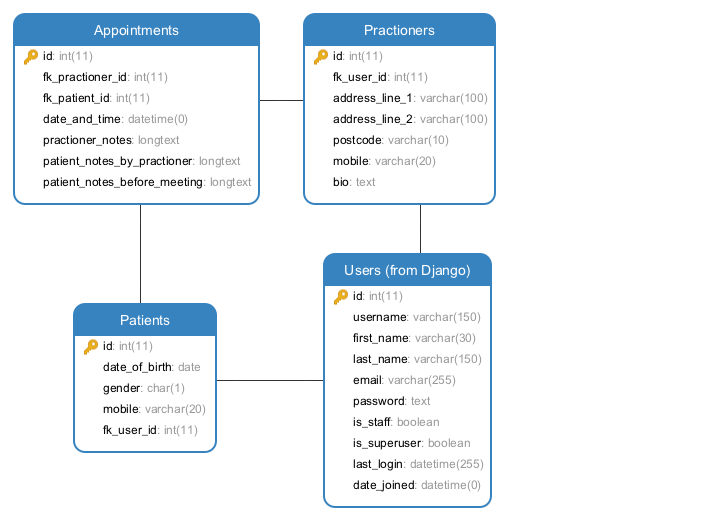 Appointments
id: int(11)
fk_practioner_id: int(11)
fk_patient_id: int(11)
date_and_time: datetime(0)
practioner_notes: longtext
patient_notes_by_practioner: longtext
patient_notes_before_meeting: longtext
Practioners
id: int(11)
fk_user_id: int(11)
address_line_1: varchar(100)
address_line_2: varchar(100)
postcode: varchar(10)
mobile: varchar(20)
bio: text
Patients
id: int(11)
date_of_birth: date
gender: char(1)
mobile: varchar(20)
fk_user_id: int(11)
Users (from Django)
id: int(11)
username: varchar(150)
first_name: varchar(30)
last_name: varchar(150)
email: varchar(255)
password: text
is_staff: boolean
is_superuser: boolean
last_login: datetime(255)
date_joined: datetime(0)